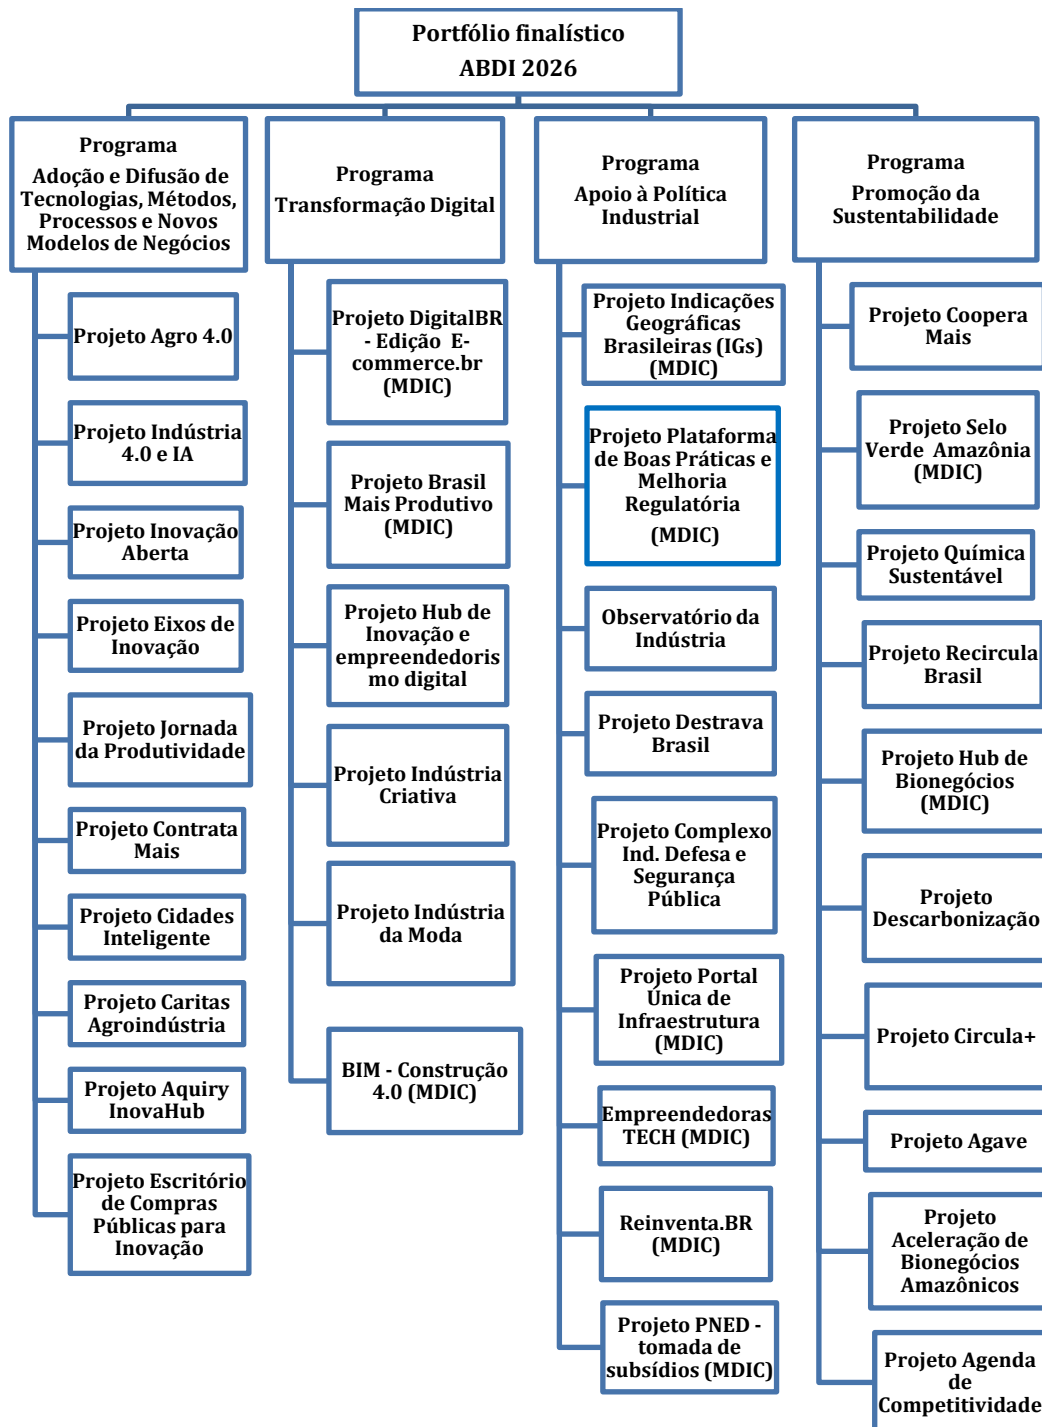 Portfólio finalístico
ABDI 2026
Programa
Adoção e Difusão de
Tecnologias, Métodos,
Processos e Novos
Modelos de Negócios
Projeto Agro 4.0
Projeto Indústria
4.0 e IA
Projeto Inovação
Aberta
Projeto Eixos de
Inovação
Projeto Jornada
da Produtividade
Projeto Contrata
Mais
Projeto Cidades
Inteligente
Projeto Caritas
Agroindústria
Projeto Aquiry
InovaHub
Projeto Escritório
de Compras
Públicas para
Inovação
Programa
Transformação Digital
Projeto DigitalBR
- Edição E-
commerce.br
(MDIC)
Projeto Brasil
Mais Produtivo
(MDIC)
Projeto Hub de
Inovação e
empreendedoris
mo digital
Projeto Indústria
Criativa
Projeto Indústria
da Moda
BIM - Construção
4.0 (MDIC)
Programa
Apoio à Política
Industrial
Projeto Indicações
Geográficas
Brasileiras (IGs)
(MDIC)
Projeto Plataforma
de Boas Práticas e
Melhoria
Regulatória
(MDIC)
Observatório da
Indústria
Projeto Destrava
Brasil
Projeto Complexo
Ind. Defesa e
Segurança
Pública
Projeto Portal
Única de
Infraestrutura
(MDIC)
Empreendedoras
TECH (MDIC)
Reinventa.BR
(MDIC)
Projeto PNED -
tomada de
subsídios (MDIC)
Programa
Promoção da
Sustentabilidade
Projeto Coopera
Mais
Projeto Selo
Verde Amazônia
(MDIC)
Projeto Química
Sustentável
Projeto Recircula
Brasil
Projeto Hub de
Bionegócios
(MDIC)
Projeto
Descarbonização
Projeto Circula+
Projeto Agave
Projeto
Aceleração de
Bionegócios
Amazônicos
Projeto Agenda
de
Competitividade